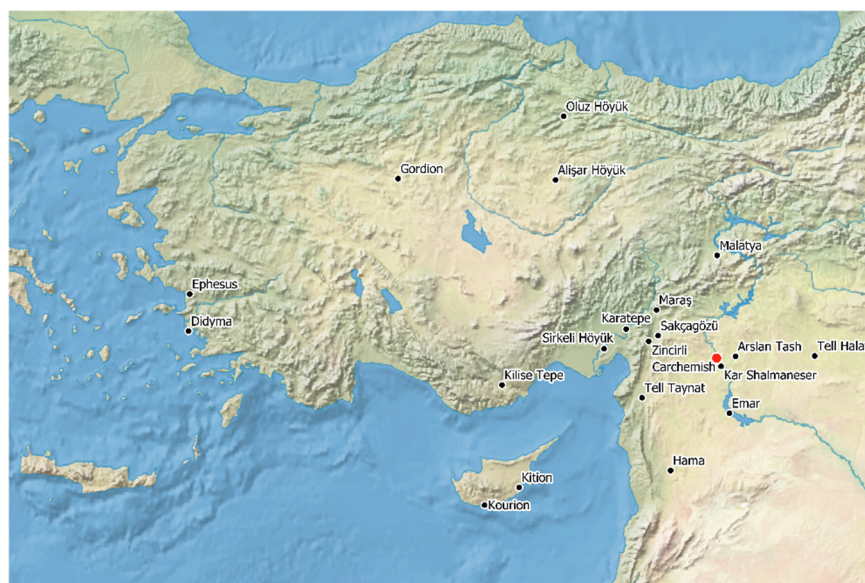 Oluz Höyük
Gordion
Alişar Höyük
Malatya
Ephesus
Maraş
Didyma
Karatepe
Sakçagözü
Sirkeli Höyük
Zincirli
Arslan Tash
Tell Hala
Carchemish
Kar Shalmaneser
Kilise Tepe
Tell Taynat
Emar
Hama
Kition
Kourion